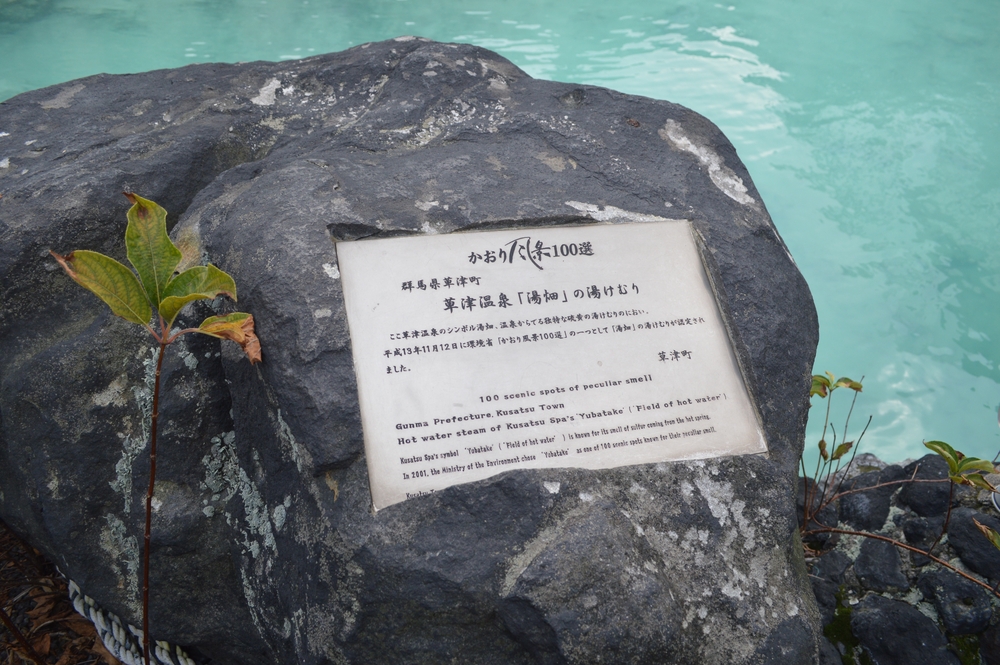 かおり風景100選
群馬県草津町
草津温泉「湯畑」の湯けむり
ここ草津温泉のシンボル湯畑、温泉からでる独特な硫黄の湯けむりのにおい。
平成13年11月12日に環境省「かおり風景100選」の一つとして「湯畑」の湯けむりが認定され
ました。
草津町
100 scenic spots of peculiar smell
Gunma Prefecture, Kusatsu Town
Hot water steam of Kusatsu Spa's "Yubatake" ("Field of hot water")
Kusatsu Spa's symbol "Yubatake" ("Field of hot water") is known for its smell of sulfur coming from the hot spring.
In 2001, the Ministry of the Environment chose "Yubatake" as one of 100 scenic spots known for their peculiar smell.
Kusatsu